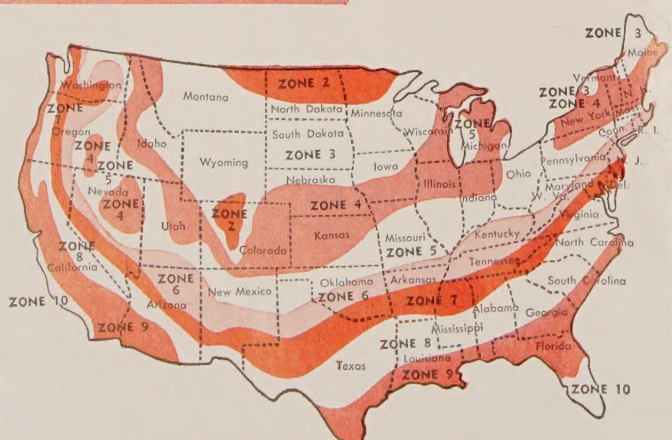 ZONE 3
Maine
Washington
Montana
ZONE 2
North Dakota
Minnesota
Vermont
ZONE 3
ZONE 4
N.
H.
New York
Mass.
Conn.
R. I.
ZONE
Oregon
ZONE
4
ZONE
5
Idaho
Wyoming
South Dakota
ZONE 3
Wisconsin
ZONE
5
Michigan
Iowa
Nebraska
Pennsylvania
J.
Nevada
ZONE
4
Utah
ZONE
2
Colorado
ZONE 4
Kansas
Illinois
Indiana
Ohio
Maryland
Del.
W. Va.
Virginia
Missouri
ZONE 5
Kentucky
ZONE
8
California
ZONE
6
New Mexico
Oklahoma
ZONE 6
Arkansas
Tennessee
North Carolina
ZONE 10
ZONE 9
Arizona
ZONE 7
South Carolina
Alabama
Georgia
Mississippi
Texas
ZONE 8
Louisiana
ZONE 9
Florida
ZONE 10